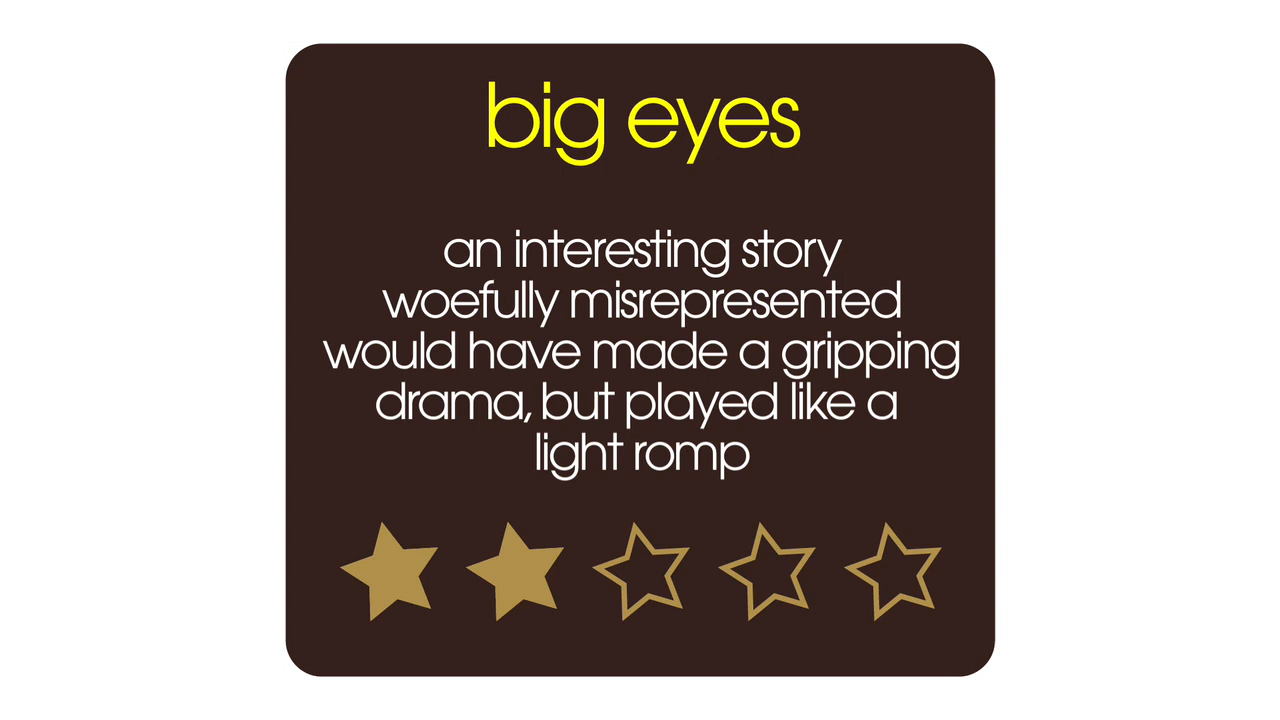 big eyes
an interesting story
woefully misrepresented
would have made a gripping
drama, but played like a
light romp